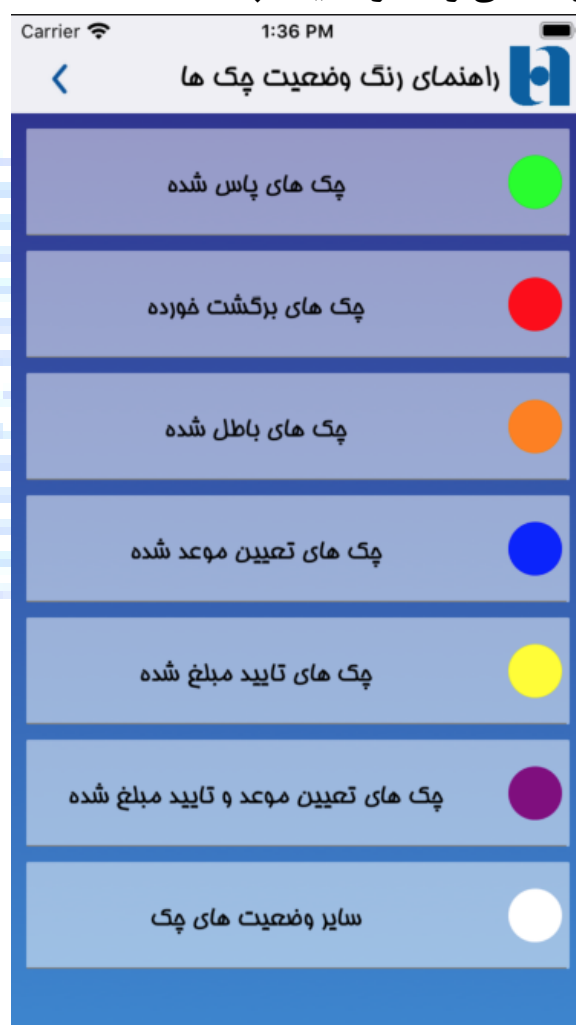 Carrier 1:36 PM
راهنمای رنگ وضعیت چک ها
چک های پاس شده
چک های برگشت خورده
چک های باطل شده
چک های تعیین موعد شده
چک های تایید مبلغ شده
چک های تعیین موعد و تایید مبلغ شده
سایر وضعیت های چک